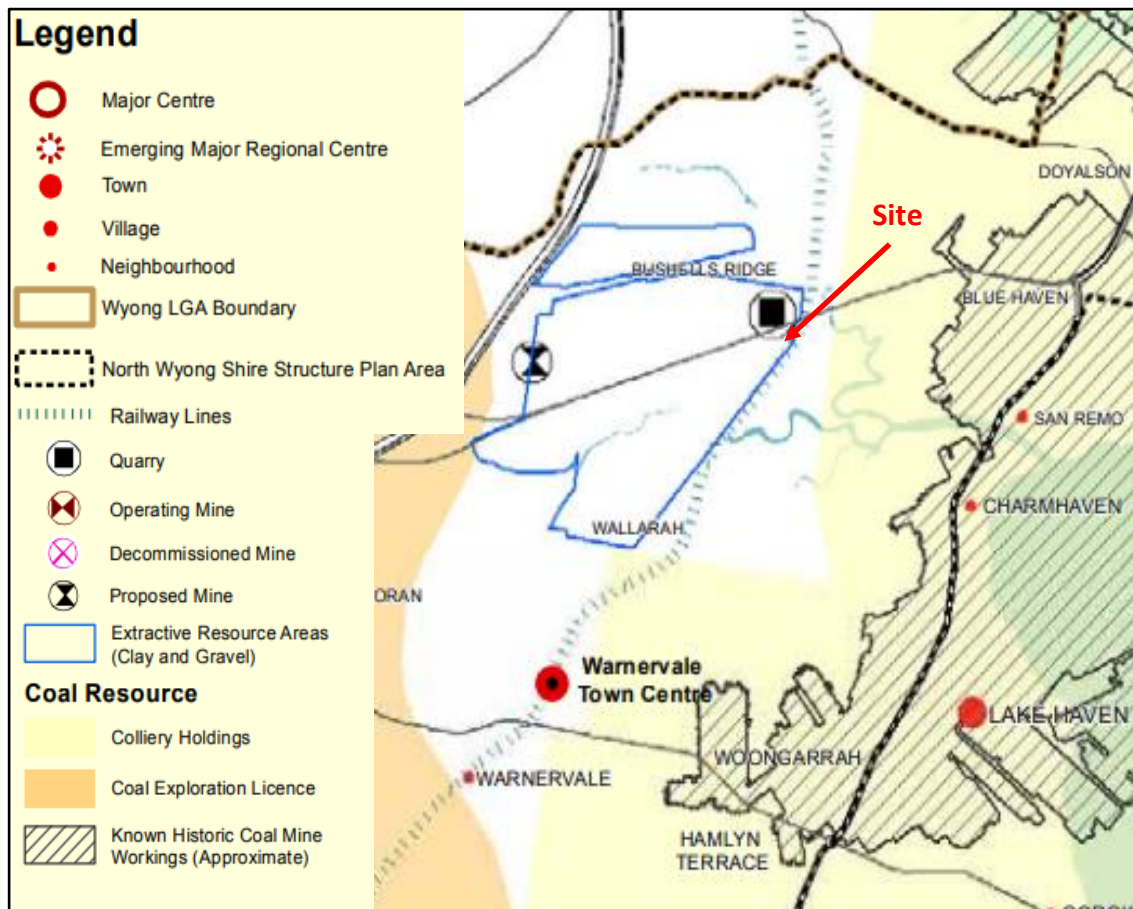 Legend
Major Centre
Emerging Major Regional Centre
Town
Village
Neighbourhood
Wyong LGA Boundary
North Wyong Shire Structure Plan Area
Railway Lines
Quarry
Operating Mine
Decommissioned Mine
Proposed Mine
Extractive Resource Areas
(Clay and Gravel)
Coal Resource
Colliery Holdings
Coal Exploration Licence
Known Historic Coal Mine
Workings (Approximate)
DOYALSON
Site
BUSHELLS RIDGE
BLUE HAVEN
SAN REMO
CHARMHAVEN
WALLARAH
ORAN
Warnervale
Town Centre
LAKE HAVEN
WOONGARRAH
WARNERVALE
HAMLYN
TERRACE